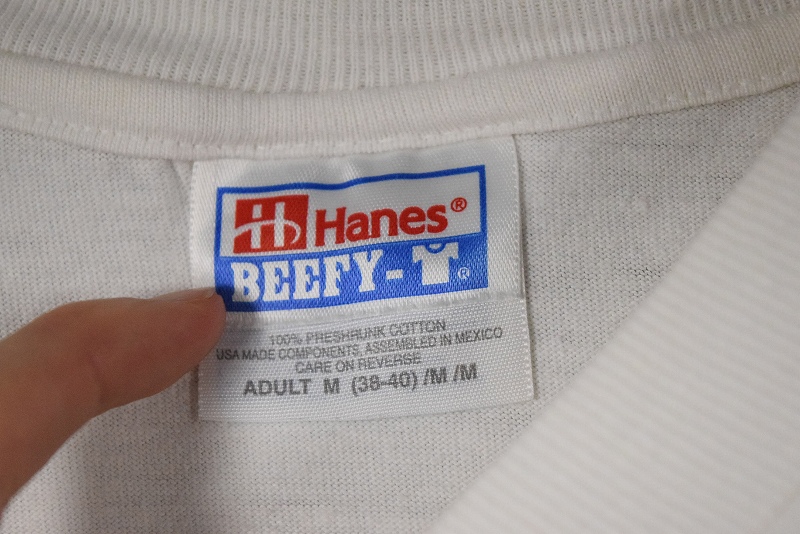 Hanes®
BEEFY-T®
100% PRESHRUNK COTTON
USA MADE COMPONENTS, ASSEMBLED IN MEXICO
CARE ON REVERSE
ADULT M (38-40) /M /M